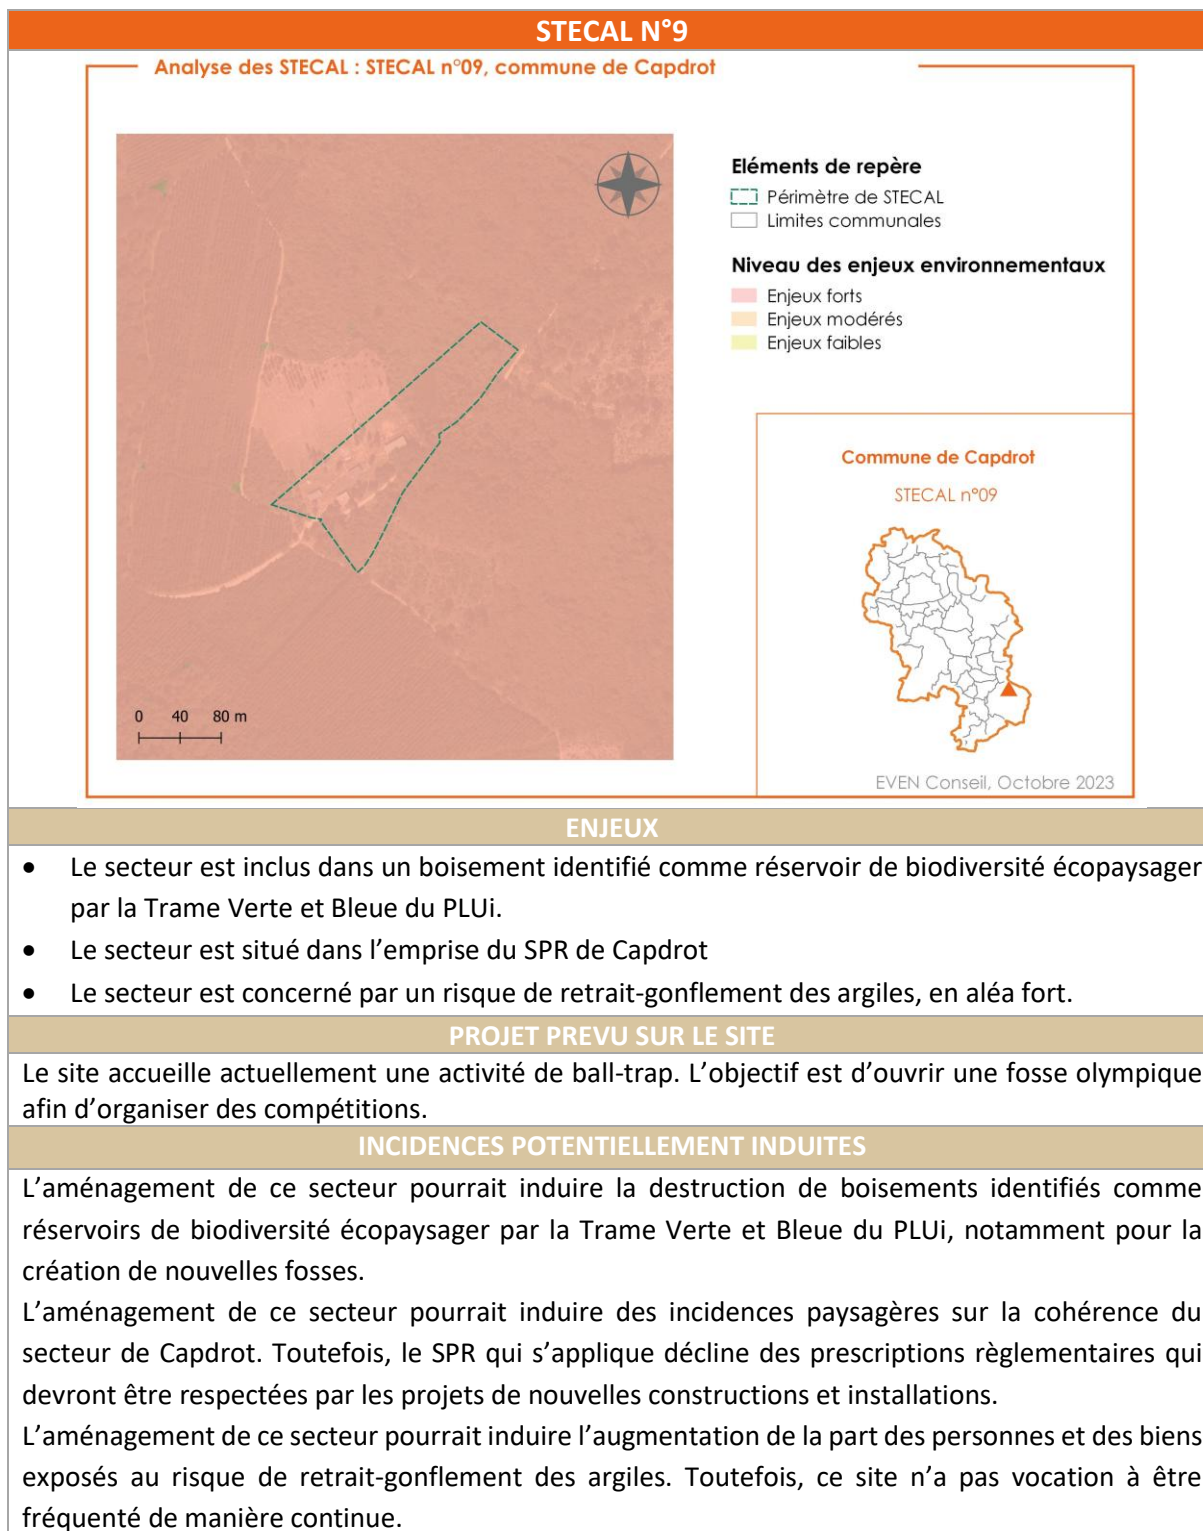 STECAL N°9
Analyse des STECAL : STECAL n°09, commune de Capdrot
Eléments de repère
Périmètre de STECAL
Limites communales
Niveau des enjeux environnementaux
Enjeux forts
Enjeux modérés
Enjeux faibles
0 40 80 m
Commune de Capdrot
STECAL n°09
EVEN Conseil, Octobre 2023
ENJEUX
• Le secteur est inclus dans un boisement identifié comme réservoir de biodiversité écopaysager
par la Trame Verte et Bleue du PLUi.
• Le secteur est situé dans l'emprise du SPR de Capdrot
• Le secteur est concerné par un risque de retrait-gonflement des argiles, en aléa fort.
PROJET PREVU SUR LE SITE
Le site accueille actuellement une activité de ball-trap. L'objectif est d'ouvrir une fosse olympique
afin d'organiser des compétitions.
INCIDENCES POTENTIELLEMENT INDUITES
L'aménagement de ce secteur pourrait induire la destruction de boisements identifiés comme
réservoirs de biodiversité écopaysager par la Trame Verte et Bleue du PLUi, notamment pour la
création de nouvelles fosses.
L'aménagement de ce secteur pourrait induire des incidences paysagères sur la cohérence du
secteur de Capdrot. Toutefois, le SPR qui s'applique décline des prescriptions règlementaires qui
devront être respectées par les projets de nouvelles constructions et installations.
L'aménagement de ce secteur pourrait induire l'augmentation de la part des personnes et des biens
exposés au risque de retrait-gonflement des argiles. Toutefois, ce site n'a pas vocation à être
fréquenté de manière continue.